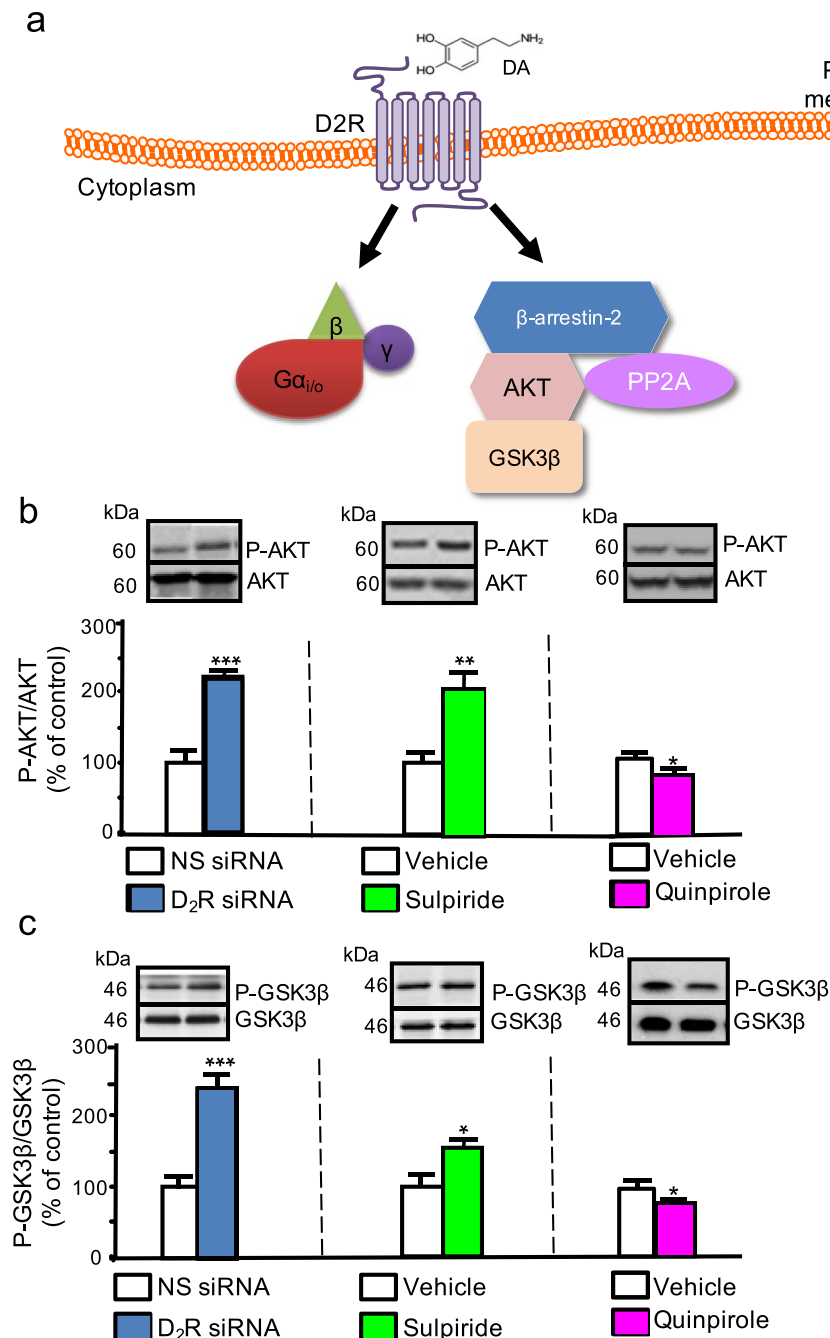 a
HO
HO
NH₂
DA
D2R
Cytoplasm
β
γ
Gαi/o
β-arrestin-2
AKT
PP2A
GSK3β
b
kDa
60
P-AKT
60
AKT
kDa
60
P-AKT
60
AKT
kDa
60
P-AKT
60
AKT
P-AKT/AKT
(% of control)
300
200
100
0
***
**
*
NS siRNA
D₂R siRNA
Vehicle
Sulpiride
Vehicle
Quinpirole
c
kDa
46
P-GSK3β
46
GSK3β
kDa
46
P-GSK3β
46
GSK3β
kDa
46
P-GSK3β
46
GSK3β
P-GSK3β/GSK3β
(% of control)
300
200
100
0
***
*
*
NS siRNA
D₂R siRNA
Vehicle
Sulpiride
Vehicle
Quinpirole